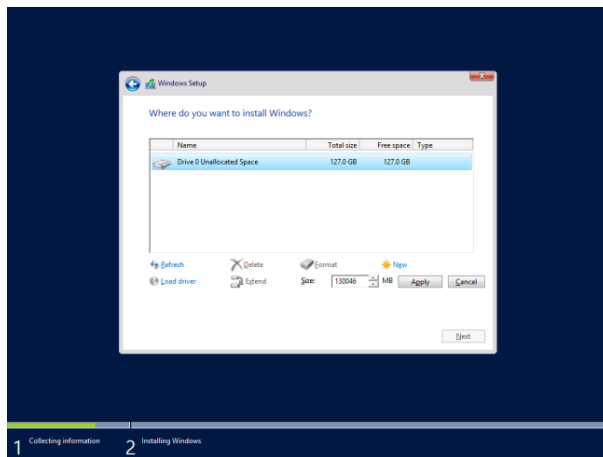 Windows Setup
Where do you want to install Windows?
Name Total size Free space Type
Drive 0 Unallocated Space 127.0 GB 127.0 GB
Refresh Delete Format New
Load driver Extend Size: 130046 MB Apply Cancel
Next
1 Collecting information 2 Installing Windows